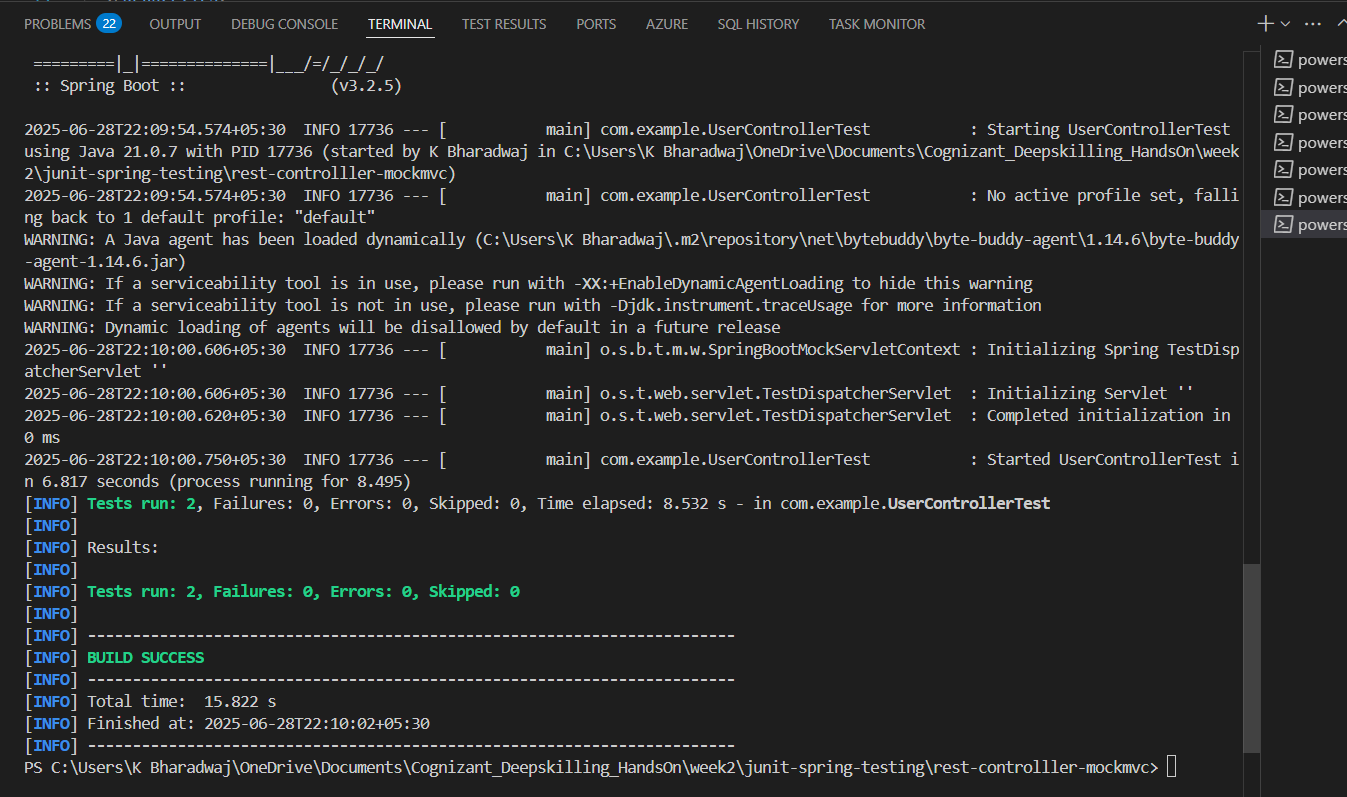 PROBLEMS 22 OUTPUT DEBUG CONSOLE TERMINAL TEST RESULTS PORTS AZURE SQL HISTORY TASK MONITOR
=========|_|==============|___/=/_/_/_/
:: Spring Boot ::                (v3.2.5)
2025-06-28T22:09:54.574+05:30  INFO 17736 --- [           main] com.example.UserControllerTest           : Starting UserControllerTest
using Java 21.0.7 with PID 17736 (started by K Bharadwaj in C:\Users\K Bharadwaj\OneDrive\Documents\Cognizant_Deepskilling_HandsOn\week
2\junit-spring-testing\rest-controlller-mockmvc)
2025-06-28T22:09:54.574+05:30  INFO 17736 --- [           main] com.example.UserControllerTest           : No active profile set, falli
ng back to 1 default profile: "default"
WARNING: A Java agent has been loaded dynamically (C:\Users\K Bharadwaj\.m2\repository\net\bytebuddy\byte-buddy-agent\1.14.6\byte-buddy
-agent-1.14.6.jar)
WARNING: If a serviceability tool is in use, please run with -XX:+EnableDynamicAgentLoading to hide this warning
WARNING: If a serviceability tool is not in use, please run with -Djdk.instrument.traceUsage for more information
WARNING: Dynamic loading of agents will be disallowed by default in a future release
2025-06-28T22:10:00.606+05:30  INFO 17736 --- [           main] o.s.b.t.m.w.SpringBootMockServletContext : Initializing Spring TestDisp
atcherServlet ''
2025-06-28T22:10:00.606+05:30  INFO 17736 --- [           main] o.s.t.web.servlet.TestDispatcherServlet  : Initializing Servlet ''
2025-06-28T22:10:00.620+05:30  INFO 17736 --- [           main] o.s.t.web.servlet.TestDispatcherServlet  : Completed initialization in
0 ms
2025-06-28T22:10:00.750+05:30  INFO 17736 --- [           main] com.example.UserControllerTest           : Started UserControllerTest i
n 6.817 seconds (process running for 8.495)
[INFO] Tests run: 2, Failures: 0, Errors: 0, Skipped: 0, Time elapsed: 8.532 s - in com.example.UserControllerTest
[INFO]
[INFO] Results:
[INFO]
[INFO] Tests run: 2, Failures: 0, Errors: 0, Skipped: 0
[INFO]
[INFO] ------------------------------------------------------------------------
[INFO] BUILD SUCCESS
[INFO] ------------------------------------------------------------------------
[INFO] Total time:  15.822 s
[INFO] Finished at: 2025-06-28T22:10:02+05:30
[INFO] ------------------------------------------------------------------------
PS C:\Users\K Bharadwaj\OneDrive\Documents\Cognizant_Deepskilling_HandsOn\week2\junit-spring-testing\rest-controlller-mockmvc>
powers
powers
powers
powers
powers
powers
powers